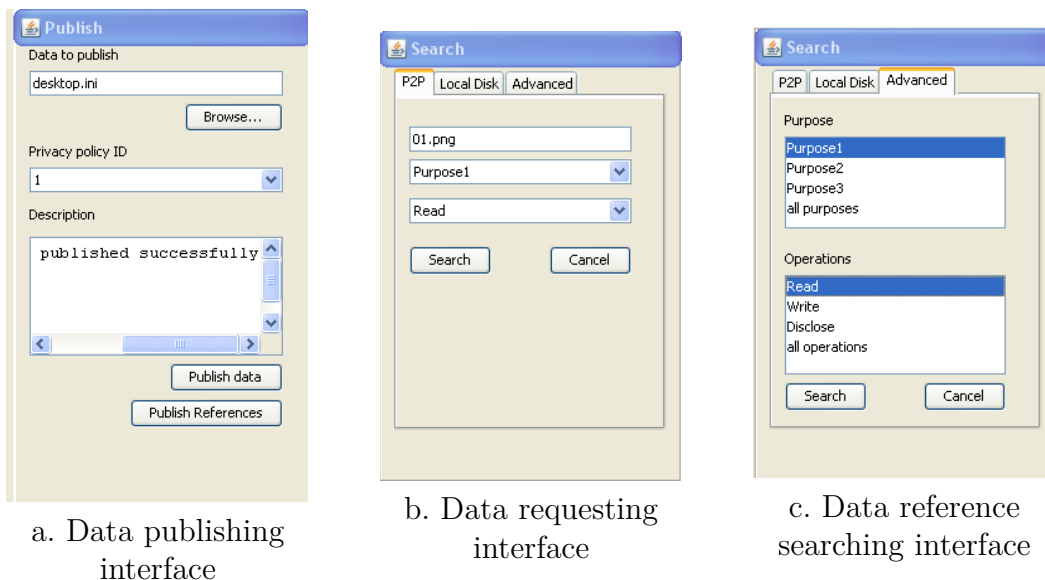 Publish
Data to publish
desktop.ini
Browse...
Privacy policy ID
1
Description
published successfully
Publish data
Publish References
a. Data publishing
interface
Search
P2P Local Disk Advanced
01.png
Purpose1
Read
Search Cancel
b. Data requesting
interface
Search
P2P Local Disk Advanced
Purpose
Purpose1
Purpose2
Purpose3
all purposes
Operations
Read
Write
Disclose
all operations
Search Cancel
c. Data reference
searching interface